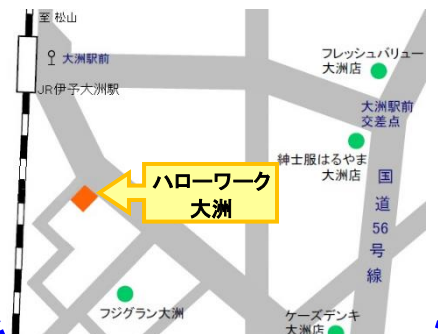 至 松山
大洲駅前
JR伊予大洲駅
フレッシュバリュー
大洲店
大洲駅前
交差点
紳士服はるやま
大洲店
国道56号線
ハローワーク
大洲
フジグラン大洲
ケーズデンキ
大洲店